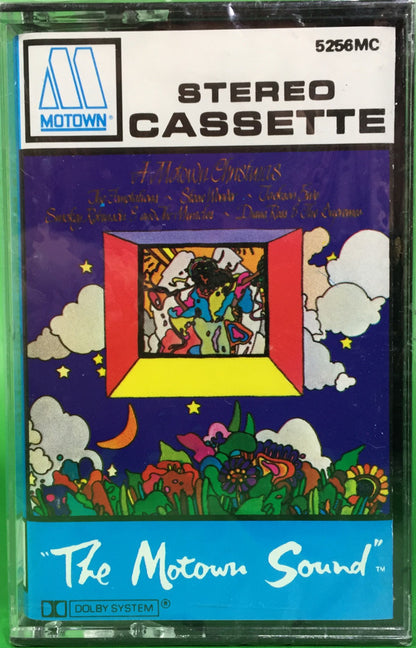 5256MC
MOTOWN®
STEREO
CASSETTE
A Motown Christmas
The Temptations ~ Stevie Wonder ~ Jackson Five
Smokey Robinson & The Miracles ~ Diana Ross & The Supremes
"The Motown Sound"™
DOLBY SYSTEM®